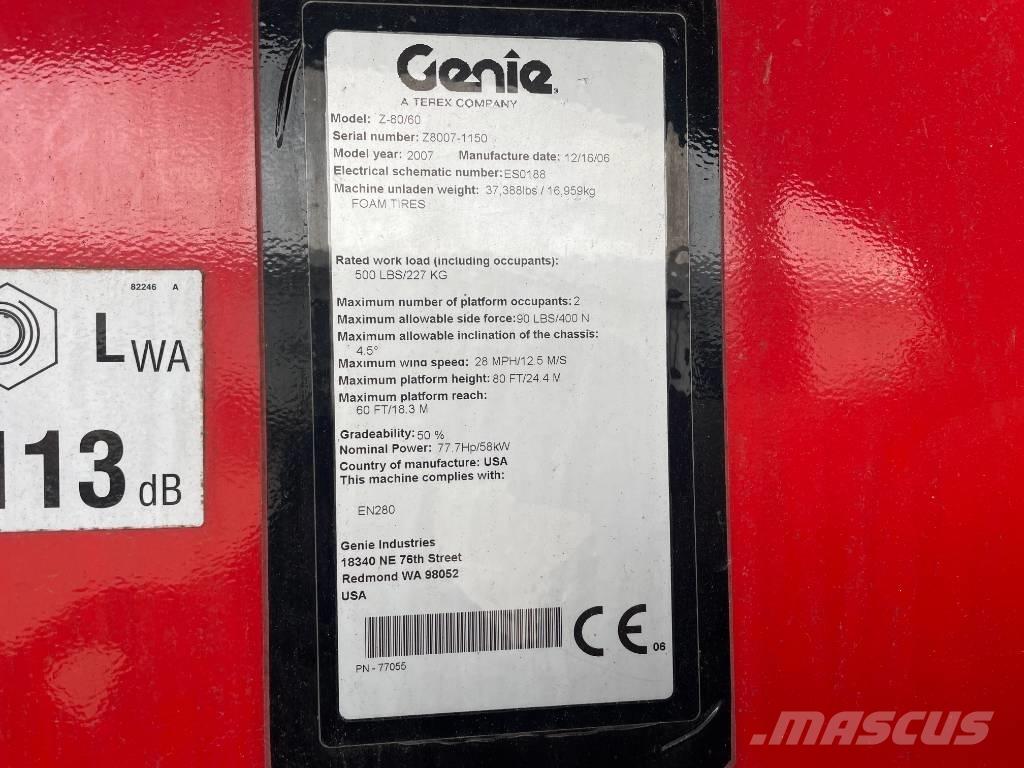 Genie
A TEREX COMPANY
Model: Z-80/60
Serial number: Z8007-1150
Model year: 2007 Manufacture date: 12/16/06
Electrical schematic number: ES0188
Machine unladen weight: 37,388lbs / 16,959kg
FOAM TIRES
Rated work load (including occupants):
500 LBS/227 KG
Maximum number of platform occupants: 2
Maximum allowable side force: 90 LBS/400 N
Maximum allowable inclination of the chassis:
4.5°
Maximum wind speed: 28 MPH/12.5 M/S
Maximum platform height: 80 FT/24.4 M
Maximum platform reach:
60 FT/18.3 M
Gradeability: 50 %
Nominal Power: 77.7Hp/58kW
Country of manufacture: USA
This machine complies with:
EN280
Genie Industries
18340 NE 76th Street
Redmond WA 98052
USA
CE 06
PN - 77055
82246 A
LWA
113 dB
MASCUS